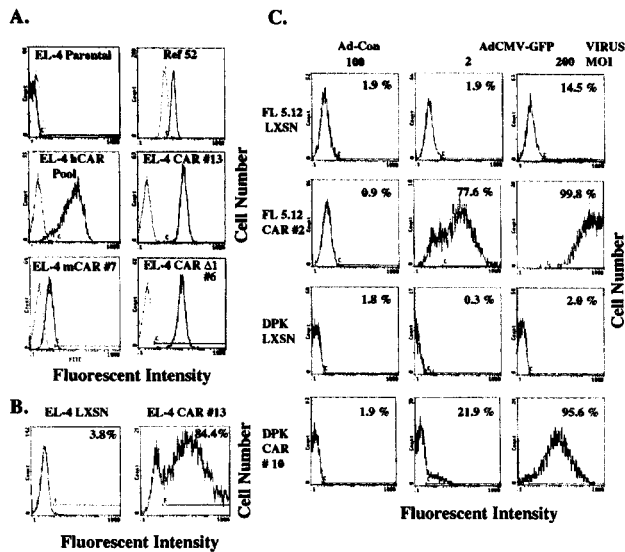 A.
EL-4 Parental
Ref 52
EL-4 hCAR Pool
EL-4 CAR #13
EL-4 mCAR #7
EL-4 CAR Δ1 #6
Cell Number
Fluorescent Intensity
B.
EL-4 LXSN
EL-4 CAR #13
3.8%
84.4%
Cell Number
Fluorescent Intensity
C.
Ad-Con
AdCMV-GFP
VIRUS
100
2
200
MOI
FL 5.12 LXSN
1.9 %
1.9 %
14.5 %
FL 5.12 CAR #2
0.9 %
77.6 %
99.8 %
DPK LXSN
1.8 %
0.3 %
2.0 %
DPK CAR # 10
1.9 %
21.9 %
95.6 %
Cell Number
Fluorescent Intensity